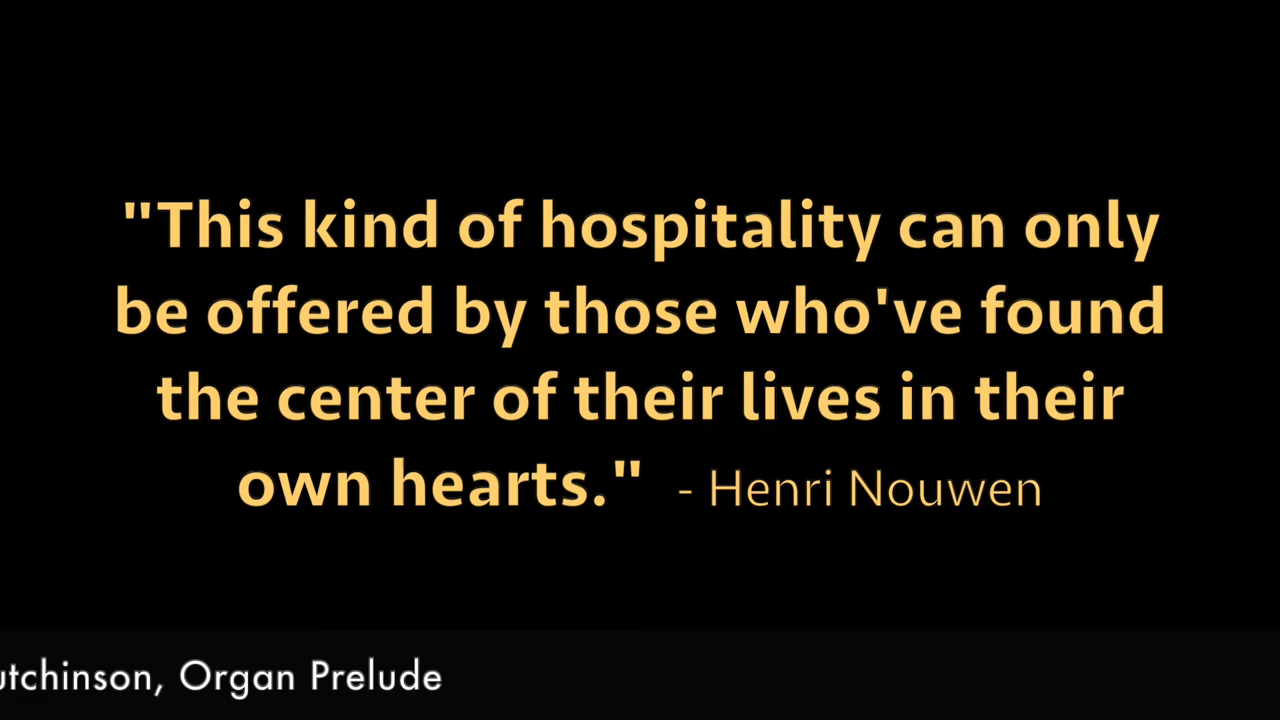 "This kind of hospitality can only
be offered by those who've found
the center of their lives in their
own hearts." - Henri Nouwen
Organ Prelude